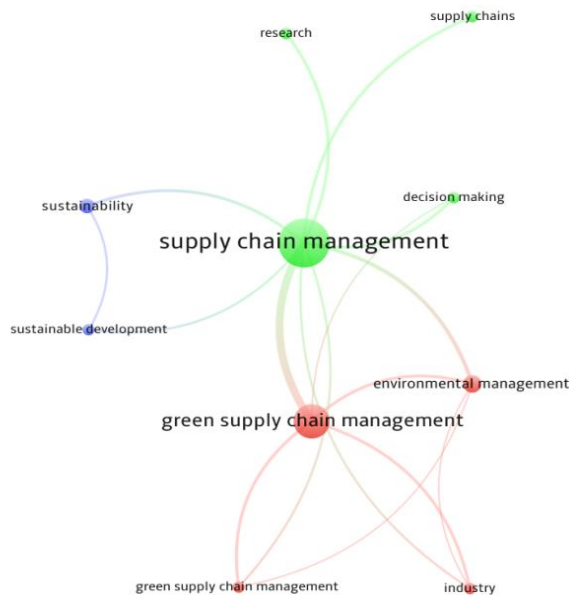 supply chains
research
decision making
sustainability
supply chain management
sustainable development
environmental management
green supply chain management
green supply chain management
industry